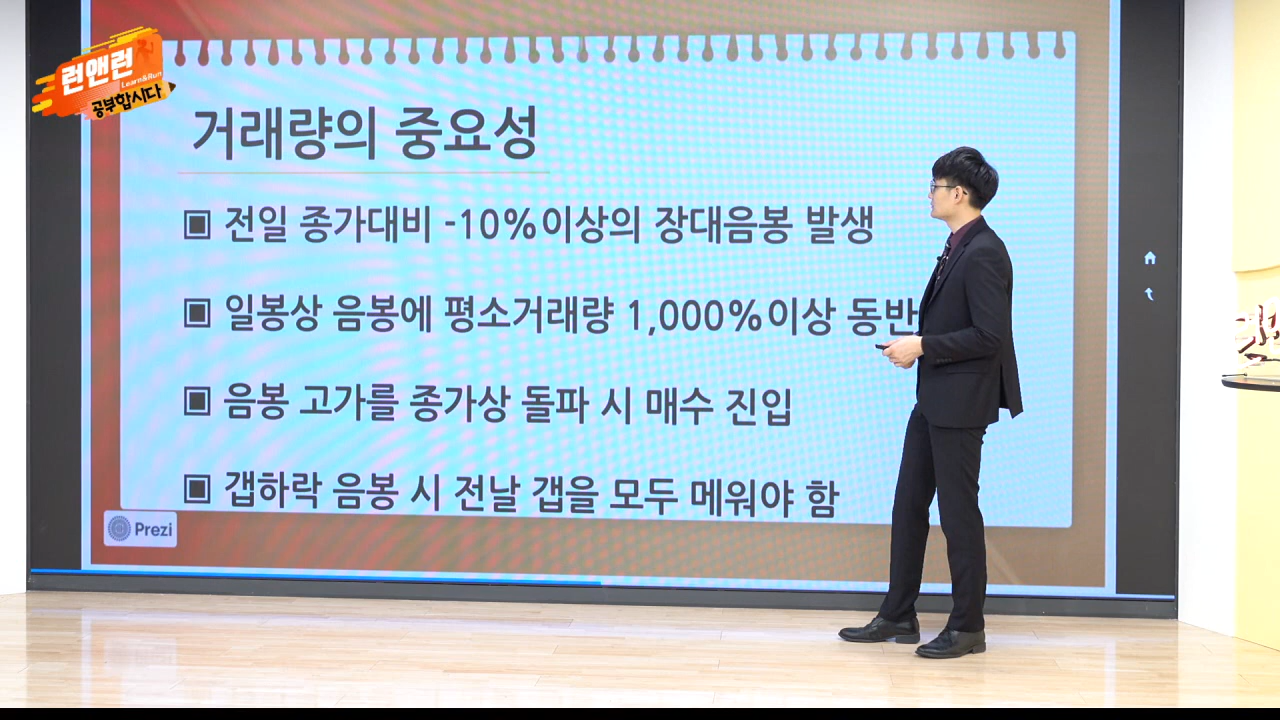 런앤런
Learn&Run
공부합시다
거래량의 중요성
▣ 전일 종가대비 -10%이상의 장대음봉 발생
▣ 일봉상 음봉에 평소거래량 1,000%이상 동반
▣ 음봉 고가를 종가상 돌파 시 매수 진입
▣ 갭하락 음봉 시 전날 갭을 모두 메워야 함
Prezi